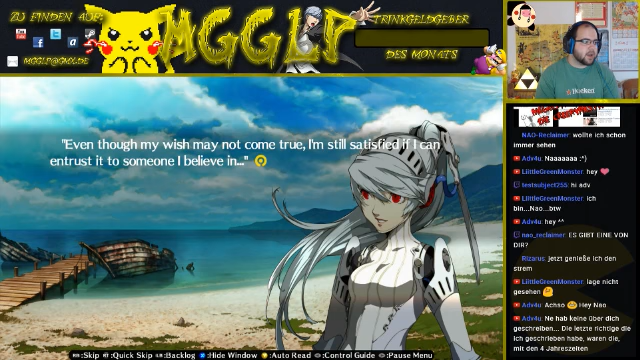 ZU FINDEN AUF:
MGGLP@GMX.DE
MGGLP
TRINKGELDGEBER
DES MONATS
"Even though my wish may not come true, I'm still satisfied if I can
entrust it to someone I believe in..."
:Skip :Quick Skip :Backlog :Hide Window :Auto Read :Control Guide :Pause Menu
NAO-Reclaimer: wollte ich schon
immer sehen
Adv4u: Naaaaaaa :*)
LiittleGreenMonster: hey
testsubject255: hi adv
LiittleGreenMonster: Ich
bin...Nao...btw
Adv4u: hey ^^
nao_reclaimer: ES GIBT EINE VON
DIR?
Rizarus: jetzt genieße ich den
strem
LiittleGreenMonster: lage nicht
gesehen
Adv4u: Achso Hey Nao.
Adv4u: Ne hab keine über dich
geschreiben... Die letzte richtige die
ich geschrieben habe, waren die,
mit den 4 Jahreszeiten